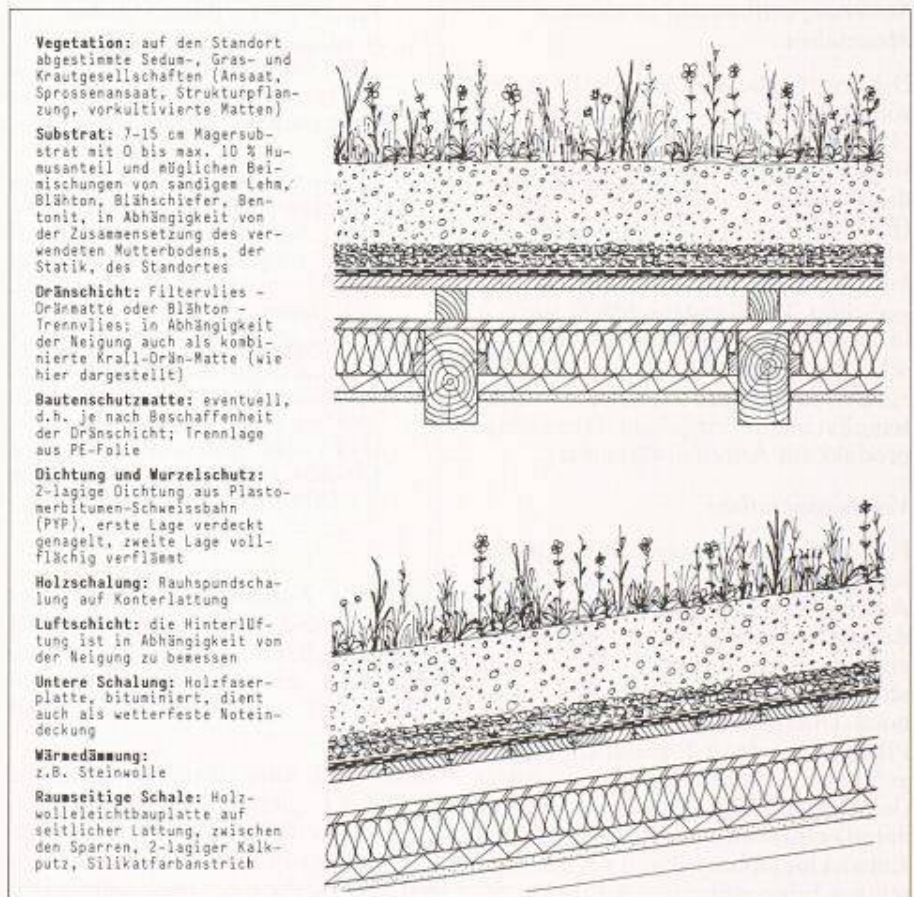 Vegetation: auf den Standort
abgestimmte Sedum-, Gras- und
Krautgesellschaften (Ansaat,
Sprossenansaat, Strukturpflan-
zung, vorkultivierte Matten)
Substrat: 7-15 cm Magersub-
strat mit 0 bis max. 10 % Hu-
musanteil und möglichen Bei-
mischungen von sandigem Lehm,
Blähton, Blähschiefer, Ben-
tonit, in Abhängigkeit von
der Zusammensetzung des ver-
wendeten Mutterbodens, der
Statik, des Standortes
Dränschicht: Filtervlies -
Dränmatte oder Blähton -
Trennvlies; in Abhängigkeit
der Neigung auch als kombi-
nierte Krall-Drän-Matte (wie
hier dargestellt)
Bautenschutzmatte: eventuell,
d.h. je nach Beschaffenheit
der Dränschicht; Trennlage
aus PE-Folie
Dichtung und Wurzelschutz:
2-lagige Dichtung aus Plasto-
merbitumen-Schweissbahn
(PYP), erste Lage verdeckt
genagelt, zweite Lage voll-
flächig verflämmt
Holzschalung: Rauhspundscha-
lung auf Konterlattung
Luftschicht: die Hinterlüf-
tung ist in Abhängigkeit von
der Neigung zu bemessen
Untere Schalung: Holzfaser-
platte, bituminiert, dient
auch als wetterfeste Notein-
deckung
Wärmedämmung:
z.B. Steinwolle
Raumseitige Schale: Holz-
wolleleichtbauplatte auf
seitlicher Lattung, zwischen
den Sparren, 2-lagiger Kalk-
putz, Silikatfarbanstrich